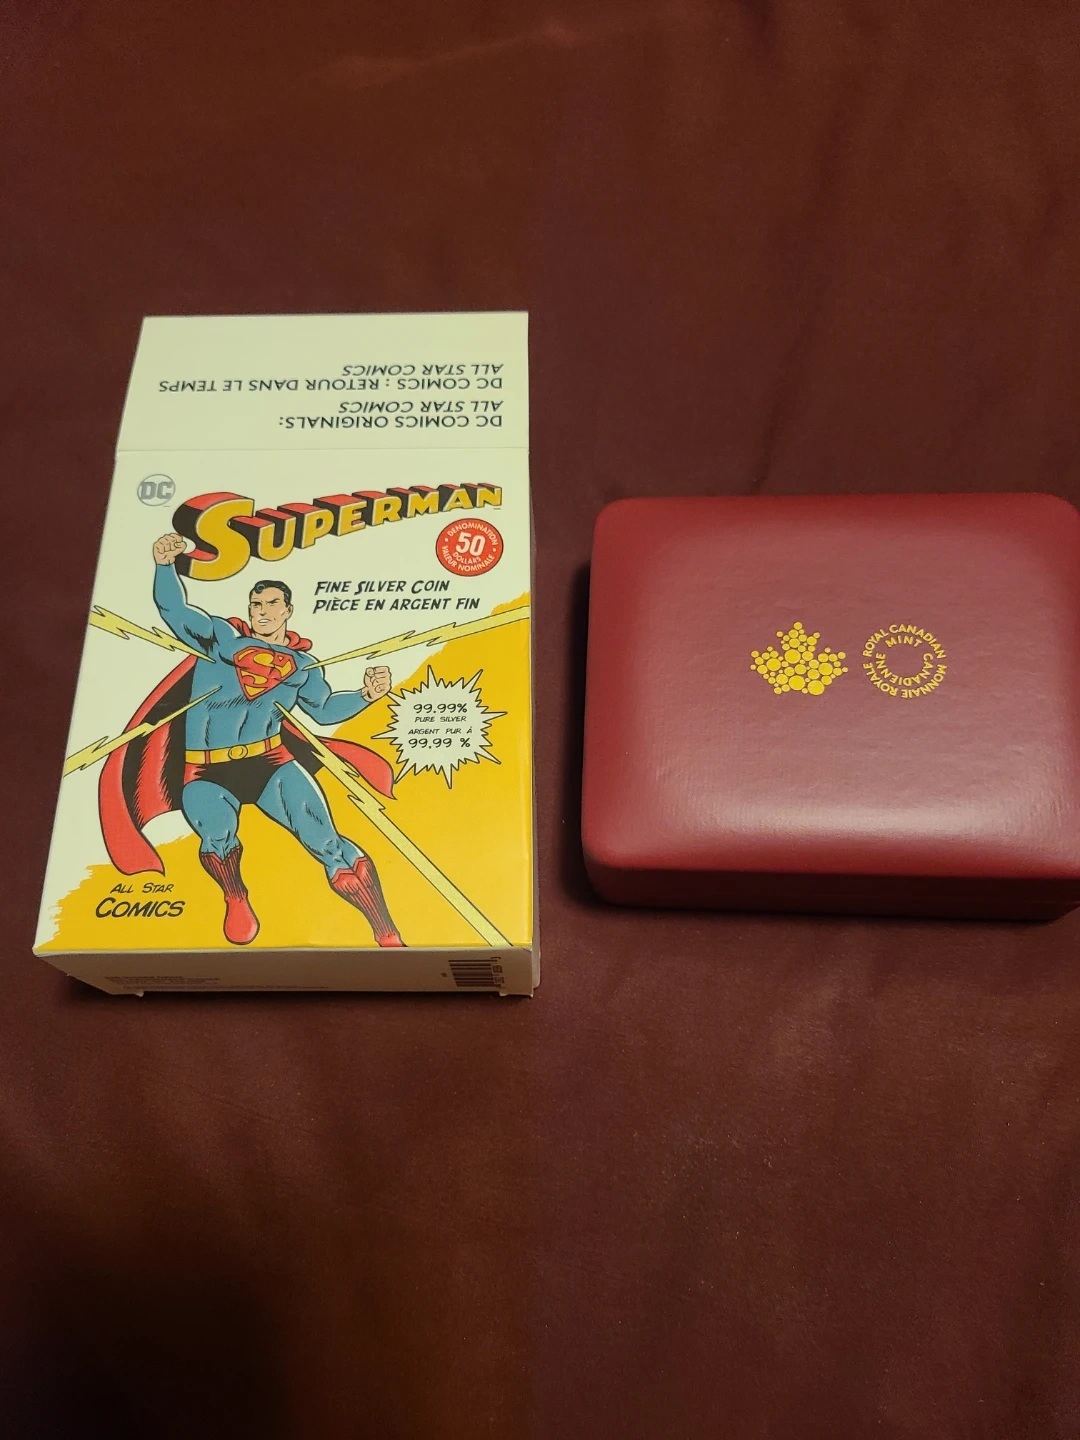 DC COMICS ORIGINALS:
ALL STAR COMICS
DC COMICS : RETOUR DANS LE TEMPS
ALL STAR COMICS
DC
SUPERMAN
DENOMINATION
50
DOLLARS
VALEUR NOMINALE
FINE SILVER COIN
PIÈCE EN ARGENT FIN
S
99.99%
PURE SILVER
ARGENT PUR À
99,99 %
ALL STAR
COMICS
ROYAL CANADIAN MINT
MONNAIE ROYALE CANADIENNE